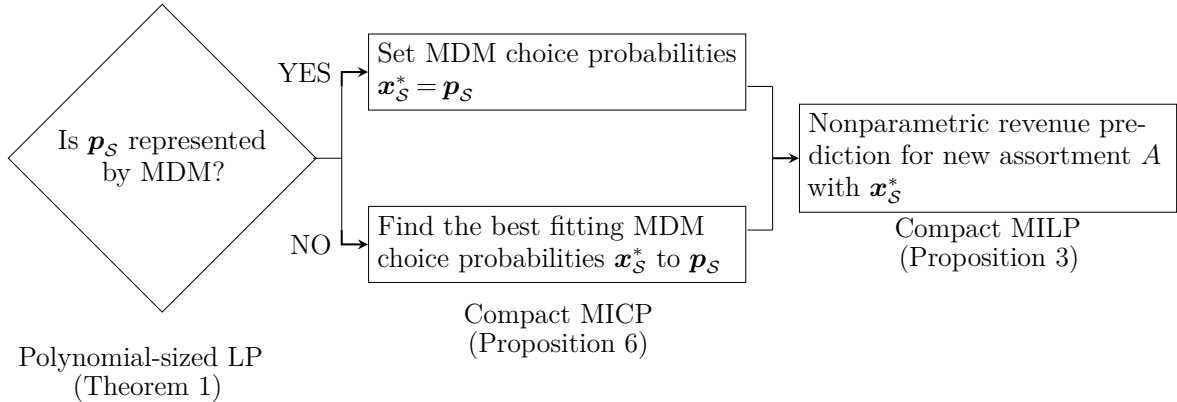 Is 𝒑_𝒮 represented
by MDM?
YES
Set MDM choice probabilities
𝒙*_𝒮 = 𝒑_𝒮
NO
Find the best fitting MDM
choice probabilities 𝒙*_𝒮 to 𝒑_𝒮
Nonparametric revenue pre-
diction for new assortment A
with 𝒙*_𝒮
Compact MILP
(Proposition 3)
Compact MICP
(Proposition 6)
Polynomial-sized LP
(Theorem 1)